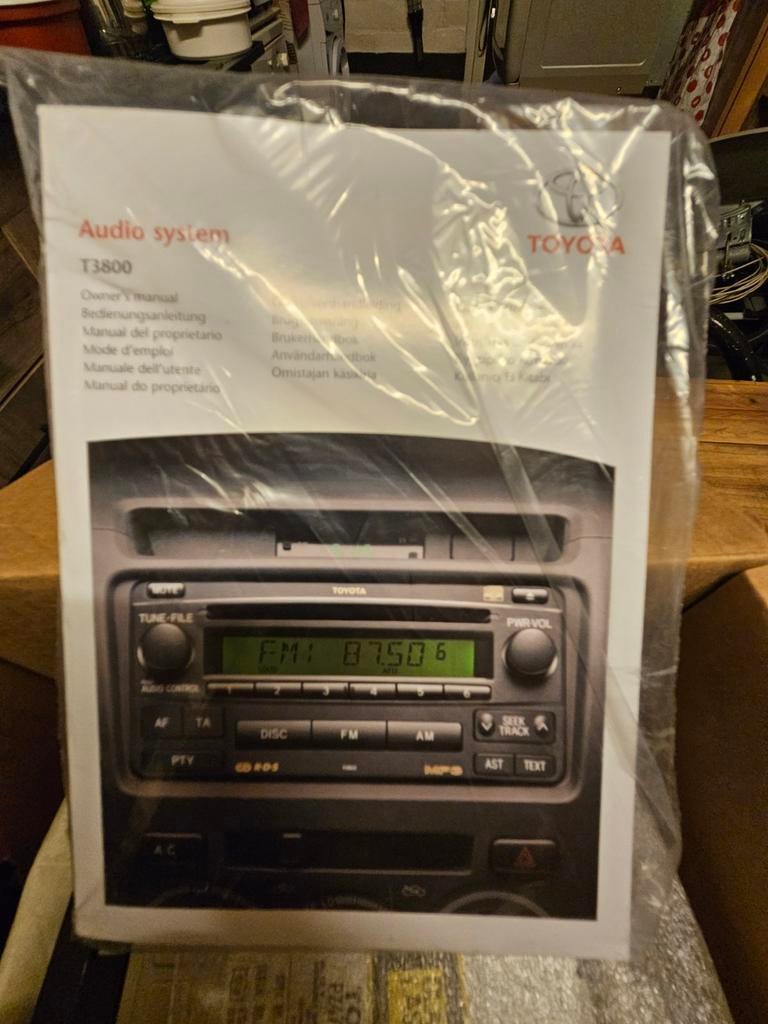 Audio system
TOYOTA
T3800
Owner's manual
Bedienungsanleitung
Manual del proprietario
Mode d'emploi
Manuale dell'utente
Manual do proprietário
Brukerhåndbok
Användarhandbok
Omistajan käsikirja
MUTE
TOYOTA
TUNE•FILE
PWR•VOL
FM1 87.50 6
AUDIO CONTROL
1 2 3 4 5 6
AF TA
DISC FM AM
SEEK
TRACK
PTY
RDS
MP3
AST TEXT
A.C